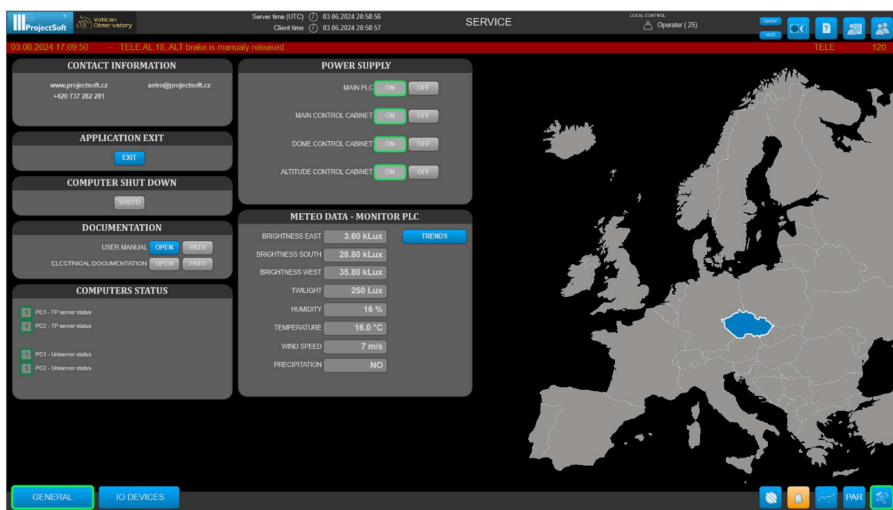 ProjectSoft
Vatican Observatory
Server time (UTC) 03.06.2024 20:58:56
Client time 03.06.2024 20:58:57
SERVICE
LOCAL CONTROL
Operator ( 25)
SHOW
HIDE
03.06.2024 17:09:50 - TELE.AL 18, ALT brake is manualy released TELE 120
CONTACT INFORMATION
www.projectsoft.cz astro@projectsoft.cz
+420 737 282 281
APPLICATION EXIT
EXIT
COMPUTER SHUT DOWN
SHUTD
DOCUMENTATION
USER MANUAL OPEN PATH
ELECTRICAL DOCUMENTATION OPEN PATH
COMPUTERS STATUS
1 PC1 - TP server status
1 PC2 - TP server status
1 PC1 - Uniserver status
1 PC2 - Uniserver status
POWER SUPPLY
MAIN PLC ON OFF
MAIN CONTROL CABINET ON OFF
DOME CONTROL CABINET ON OFF
ALTITUDE CONTROL CABINET ON OFF
METEO DATA - MONITOR PLC
BRIGHTNESS EAST 3.60 kLux TRENDS
BRIGHTNESS SOUTH 28.80 kLux
BRIGHTNESS WEST 35.80 kLux
TWILIGHT 250 Lux
HUMIDITY 16 %
TEMPERATURE 16.0 °C
WIND SPEED 7 m/s
PRECIPITATION NO
GENERAL IO DEVICES PAR